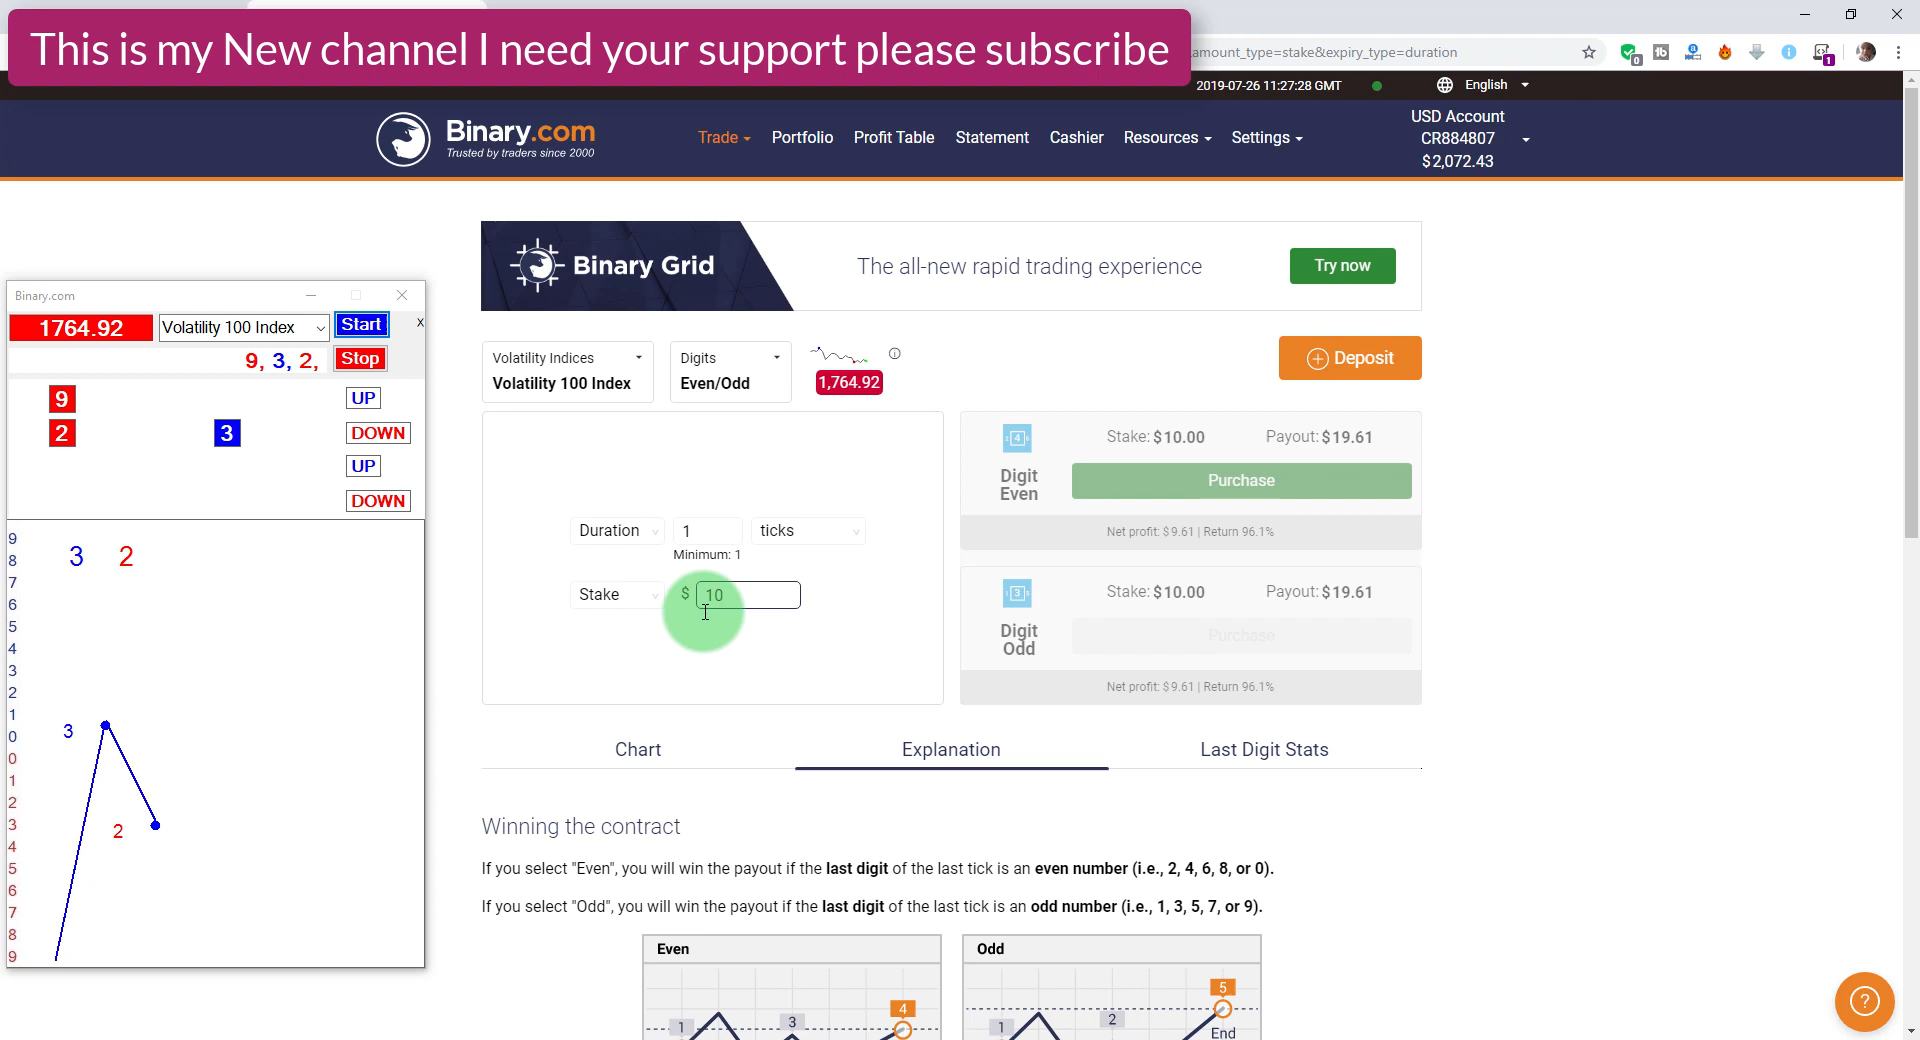 This is my New channel I need your support please subscribe
amount_type=stake&expiry_type=duration
0
1
2019-07-26 11:27:28 GMT
English
Binary.com
Trusted by traders since 2000
Trade
Portfolio
Profit Table
Statement
Cashier
Resources
Settings
USD Account
CR884807
$2,072.43
Binary Grid
The all-new rapid trading experience
Try now
Binary.com
1764.92
Volatility 100 Index
Start
X
9, 3, 2,
Stop
9
UP
2
3
DOWN
UP
DOWN
9
8
7
6
5
4
3
2
1
0
0
1
2
3
4
5
6
7
8
9
3 2
3
2
Volatility Indices
Volatility 100 Index
Digits
Even/Odd
1,764.92
Deposit
Duration
1
ticks
Minimum: 1
Stake
$
10
4
Digit
Even
Stake: $10.00
Payout: $19.61
Purchase
Net profit: $9.61 | Return 96.1%
3
Digit
Odd
Stake: $10.00
Payout: $19.61
Purchase
Net profit: $9.61 | Return 96.1%
Chart
Explanation
Last Digit Stats
Winning the contract
If you select "Even", you will win the payout if the last digit of the last tick is an even number (i.e., 2, 4, 6, 8, or 0).
If you select "Odd", you will win the payout if the last digit of the last tick is an odd number (i.e., 1, 3, 5, 7, or 9).
Even
1
3
4
Odd
1
2
5
End
?